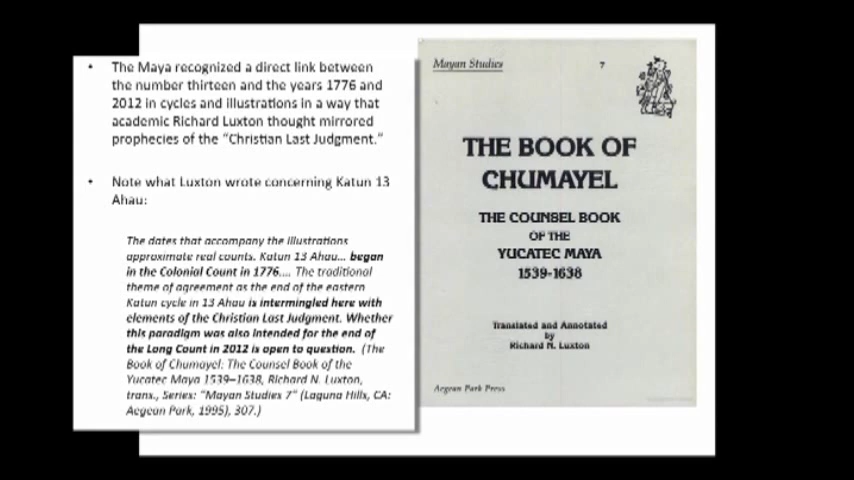 • The Maya recognized a direct link between
the number thirteen and the years 1776 and
2012 in cycles and illustrations in a way that
academic Richard Luxton thought mirrored
prophecies of the “Christian Last Judgment.”
• Note what Luxton wrote concerning Katun 13
Ahau:
The dates that accompany the illustrations
approximate real counts. Katun 13 Ahau... began
in the Colonial Count in 1776.... The traditional
theme of agreement as the end of the eastern
Katun cycle in 13 Ahau is intermingled here with
elements of the Christian Last Judgment. Whether
this paradigm was also intended for the end of
the Long Count in 2012 is open to question. (The
Book of Chumayel: The Counsel Book of the
Yucatec Maya 1539–1638, Richard N. Luxton,
trans., Series: “Mayan Studies 7” (Laguna Hills, CA:
Aegean Park, 1995), 307.)
Mayan Studies 7
THE BOOK OF
CHUMAYEL
THE COUNSEL BOOK
OF THE
YUCATEC MAYA
1539-1638
Translated and Annotated
by
Richard N. Luxton
Aegean Park Press